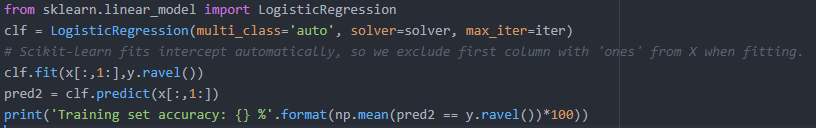 from sklearn.linear_model import LogisticRegression
clf = LogisticRegression(multi_class='auto', solver=solver, max_iter=iter)
# Scikit-learn fits intercept automatically, so we exclude first column with 'ones' from X when fitting.
clf.fit(x[:,1:],y.ravel())
pred2 = clf.predict(x[:,1:])
print('Training set accuracy: {} %'.format(np.mean(pred2 == y.ravel())*100))